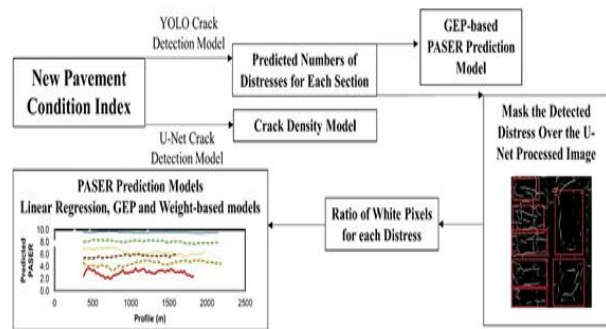 YOLO Crack
Detection Model
GEP-based
PASER Prediction
Model
Predicted Numbers of
Distresses for Each Section
New Pavement
Condition Index
Crack Density Model
U-Net Crack
Detection Model
Mask the Detected
Distress Over the U-
Net Processed Image
PASER Prediction Models
Linear Regression, GEP and Weight-based models
Ratio of White Pixels
for each Distress
Predicted
PASER
10.0
8.0
6.0
4.0
2.0
0.0
0 500 1000 1500 2000 2500
Profile (m)